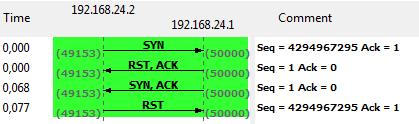 192.168.24.2
Time Comment
192.168.24.1
0,000 SYN Seq = 4294967295 Ack = 1
(49153) (50000)
0,000 RST, ACK Seq = 1 Ack = 0
(49153) (50000)
0,068 SYN, ACK Seq = 1 Ack = 0
(49153) (50000)
0,077 RST Seq = 4294967295 Ack = 1
(49153) (50000)